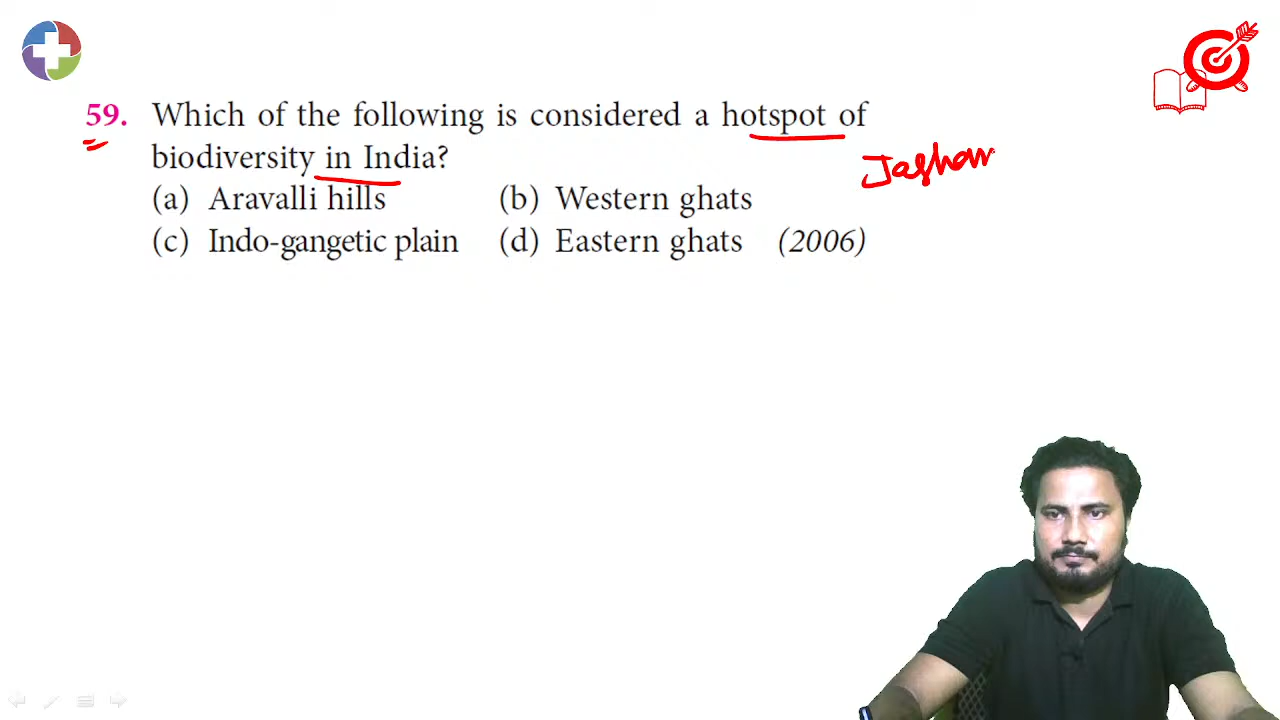 59. Which of the following is considered a hotspot of
biodiversity in India?
(a) Aravalli hills (b) Western ghats
(c) Indo-gangetic plain (d) Eastern ghats (2006)